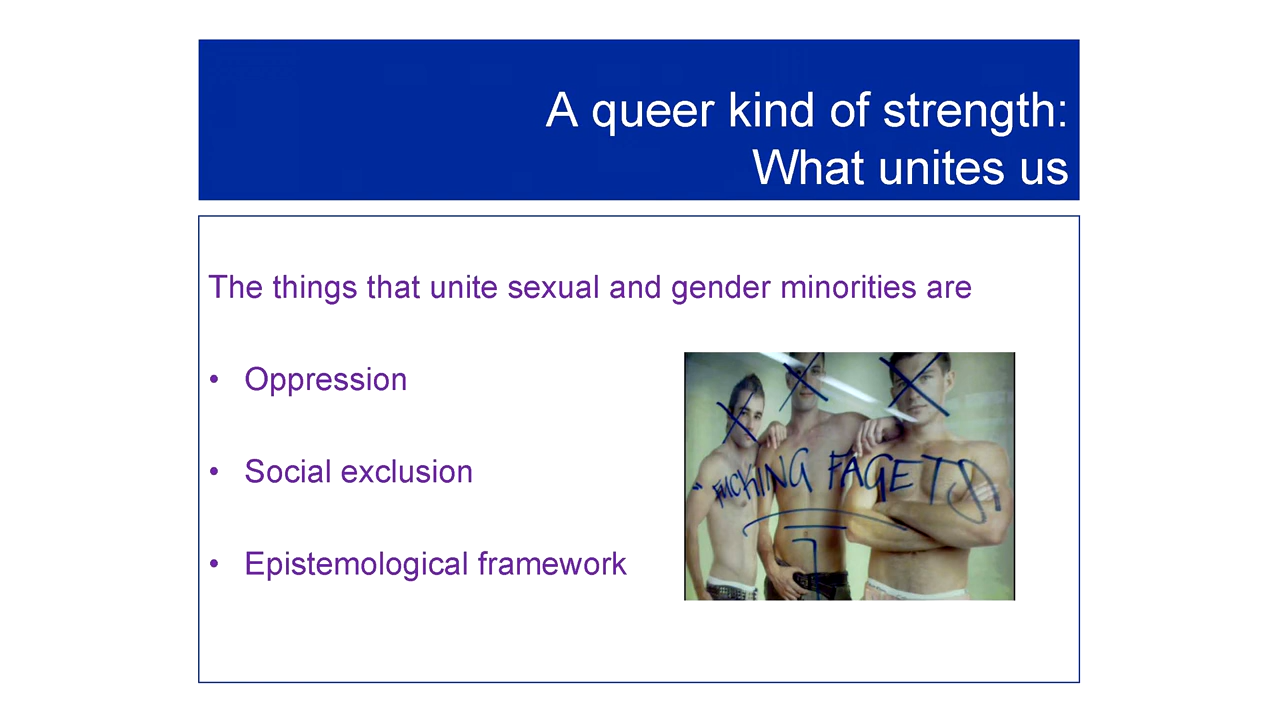 A queer kind of strength:
What unites us
The things that unite sexual and gender minorities are
• Oppression
• Social exclusion
• Epistemological framework
"FUCKING FAGETS